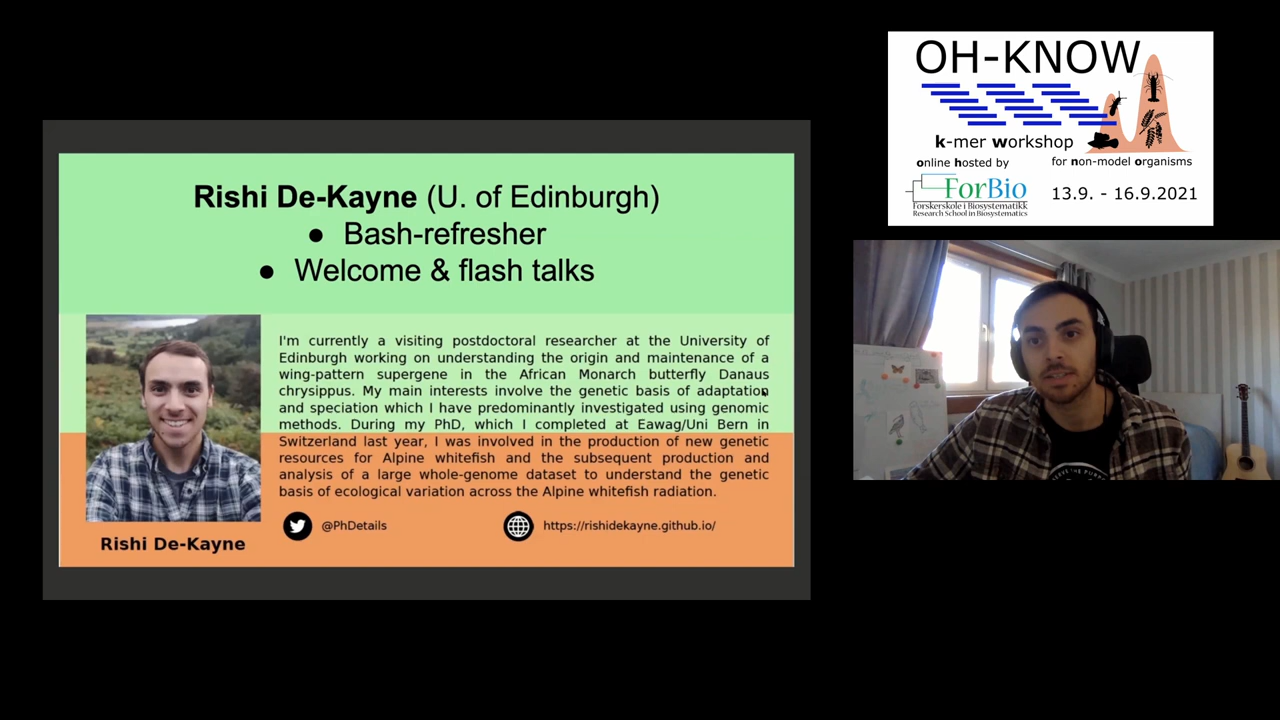 Rishi De-Kayne (U. of Edinburgh)
● Bash-refresher
● Welcome & flash talks
I'm currently a visiting postdoctoral researcher at the University of
Edinburgh working on understanding the origin and maintenance of a
wing-pattern supergene in the African Monarch butterfly Danaus
chrysippus. My main interests involve the genetic basis of adaptation
and speciation which I have predominantly investigated using genomic
methods. During my PhD, which I completed at Eawag/Uni Bern in
Switzerland last year, I was involved in the production of new genetic
resources for Alpine whitefish and the subsequent production and
analysis of a large whole-genome dataset to understand the genetic
basis of ecological variation across the Alpine whitefish radiation.
@PhDetails
https://rishidekayne.github.io/
Rishi De-Kayne
OH-KNOW
k-mer workshop
online hosted by
for non-model organisms
ForBio
Forskerskole i Biosystematikk
Research School in Biosystematics
13.9. - 16.9.2021